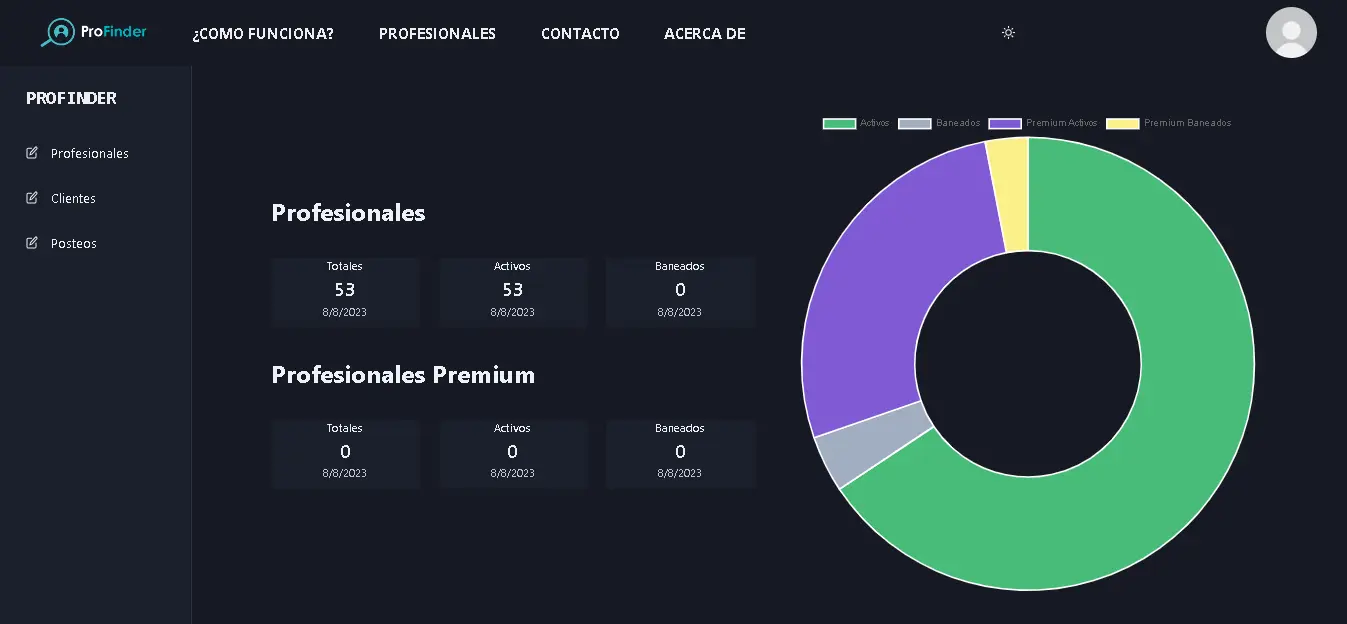 ProFinder
¿COMO FUNCIONA?
PROFESIONALES
CONTACTO
ACERCA DE
PROFINDER
Profesionales
Clientes
Posteos
Profesionales
Totales
53
8/8/2023
Activos
53
8/8/2023
Baneados
0
8/8/2023
Profesionales Premium
Totales
0
8/8/2023
Activos
0
8/8/2023
Baneados
0
8/8/2023
Activos
Baneados
Premium Activos
Premium Baneados